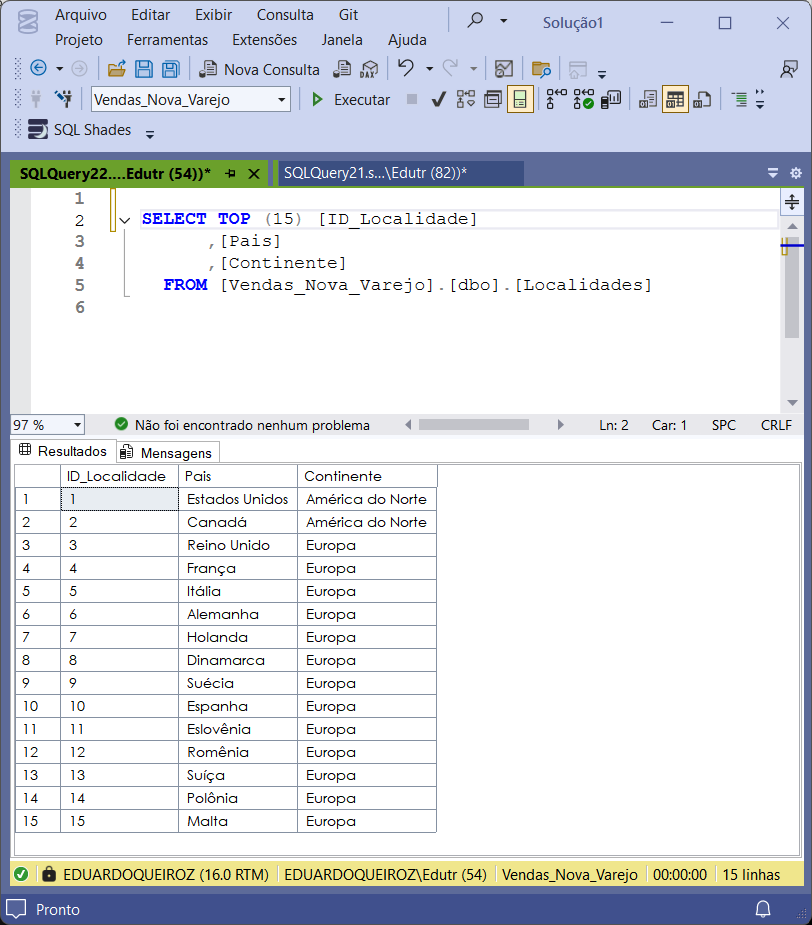 Arquivo Editar Exibir Consulta Git
Projeto Ferramentas Extensões Janela Ajuda
Solução1
Nova Consulta DAX
Vendas_Nova_Varejo Executar
SQL Shades
SQLQuery22....Edutr (54))* SQLQuery21.s...\Edutr (82))*
1
2 SELECT TOP (15) [ID_Localidade]
3 ,[Pais]
4 ,[Continente]
5 FROM [Vendas_Nova_Varejo].[dbo].[Localidades]
6
97 % Não foi encontrado nenhum problema Ln: 2 Car: 1 SPC CRLF
Resultados Mensagens
ID_Localidade Pais Continente
1 1 Estados Unidos América do Norte
2 2 Canadá América do Norte
3 3 Reino Unido Europa
4 4 França Europa
5 5 Itália Europa
6 6 Alemanha Europa
7 7 Holanda Europa
8 8 Dinamarca Europa
9 9 Suécia Europa
10 10 Espanha Europa
11 11 Eslovênia Europa
12 12 Romênia Europa
13 13 Suíça Europa
14 14 Polônia Europa
15 15 Malta Europa
EDUARDOQUEIROZ (16.0 RTM) EDUARDOQUEIROZ\Edutr (54) Vendas_Nova_Varejo 00:00:00 15 linhas
Pronto